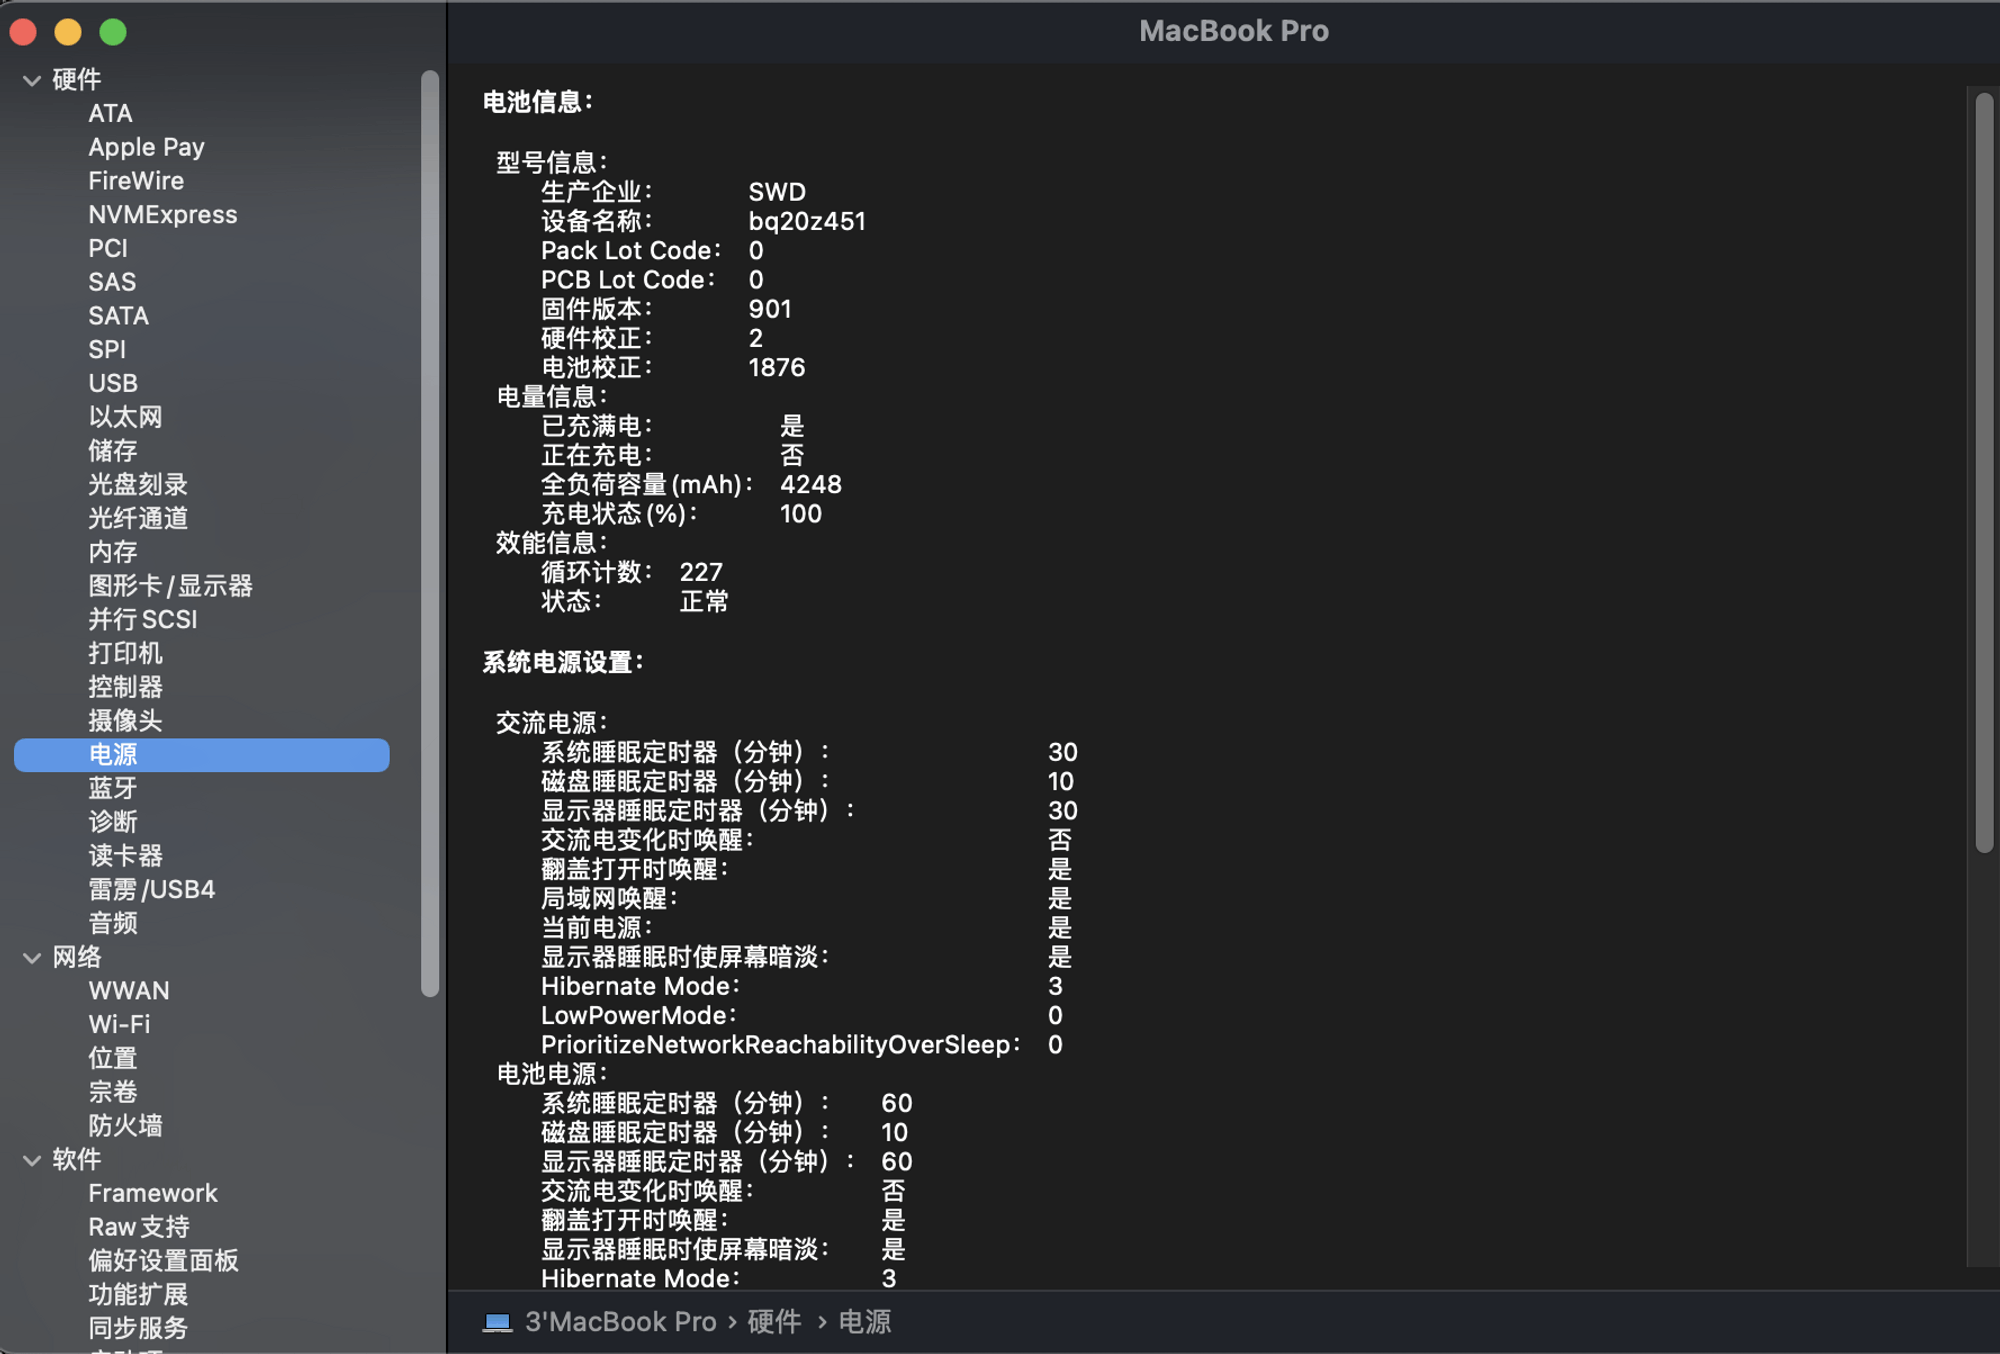 MacBook Pro
硬件
ATA
Apple Pay
FireWire
NVMExpress
PCI
SAS
SATA
SPI
USB
以太网
储存
光盘刻录
光纤通道
内存
图形卡/显示器
并行SCSI
打印机
控制器
摄像头
电源
蓝牙
诊断
读卡器
雷雳/USB4
音频
网络
WWAN
Wi-Fi
位置
宗卷
防火墙
软件
Framework
Raw支持
偏好设置面板
功能扩展
同步服务
电池信息：
型号信息：
生产企业： SWD
设备名称： bq20z451
Pack Lot Code： 0
PCB Lot Code： 0
固件版本： 901
硬件校正： 2
电池校正： 1876
电量信息：
已充满电： 是
正在充电： 否
全负荷容量(mAh)： 4248
充电状态(%)： 100
效能信息：
循环计数： 227
状态： 正常
系统电源设置：
交流电源：
系统睡眠定时器（分钟）： 30
磁盘睡眠定时器（分钟）： 10
显示器睡眠定时器（分钟）： 30
交流电变化时唤醒： 否
翻盖打开时唤醒： 是
局域网唤醒： 是
当前电源： 是
显示器睡眠时使屏幕暗淡： 是
Hibernate Mode： 3
LowPowerMode： 0
PrioritizeNetworkReachabilityOverSleep： 0
电池电源：
系统睡眠定时器（分钟）： 60
磁盘睡眠定时器（分钟）： 10
显示器睡眠定时器（分钟）： 60
交流电变化时唤醒： 否
翻盖打开时唤醒： 是
显示器睡眠时使屏幕暗淡： 是
Hibernate Mode： 3
3'MacBook Pro › 硬件 › 电源